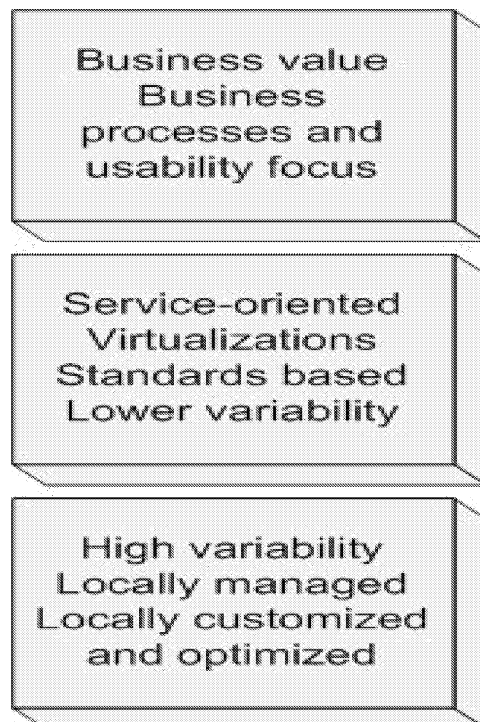 Business value
Business
processes and
usability focus
Service-oriented
Virtualizations
Standards based
Lower variability
High variability
Locally managed
Locally customized
and optimized